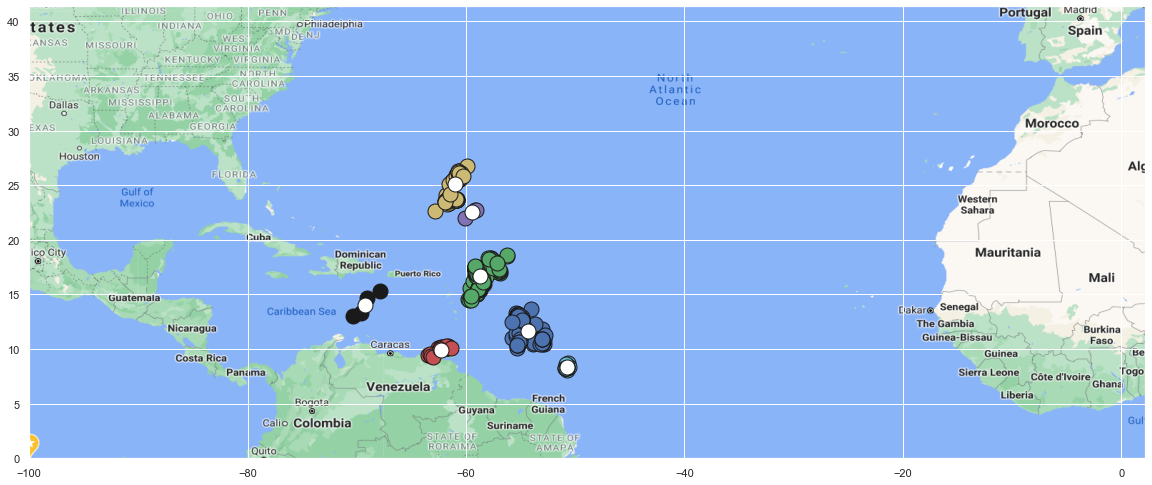 ILLINOIS
OHIO
PENN
Philadelphia
tates
INDIANA
MD
DE
NJ
KANSAS
MISSOURI
WEST
VIRGINIA
KENTUCKY
VIRGINIA
OKLAHOMA
TENNESSEE
NORTH
CAROLINA
ARKANSAS
Dallas
MISSISSIPPI
SOUTH
CAROLINA
ALABAMA
EXAS
GEORGIA
LOUISIANA
Houston
FLORIDA
Gulf of
Mexico
North
Atlantic
Ocean
Portugal
Madrid
Spain
Morocco
Alg
Western
Sahara
Mauritania
Mali
Cuba
ico City
Dominican
Republic
Puerto Rico
Guatemala
Caribbean Sea
Nicaragua
Caracas
Costa Rica
Panama
Venezuela
Bogota
Cali
Colombia
Guyana
French
Guiana
Suriname
STATE OF
RORAIMA
STATE OF
AMAPA
Quito
Dakar
Senegal
The Gambia
Guinea-Bissau
Burkina
Faso
Guinea
Be
Sierra Leone
Côte d'Ivoire
Togo
Ghana
Liberia
Gulf
40
35
30
25
20
15
10
5
0
−100
−80
−60
−40
−20
0